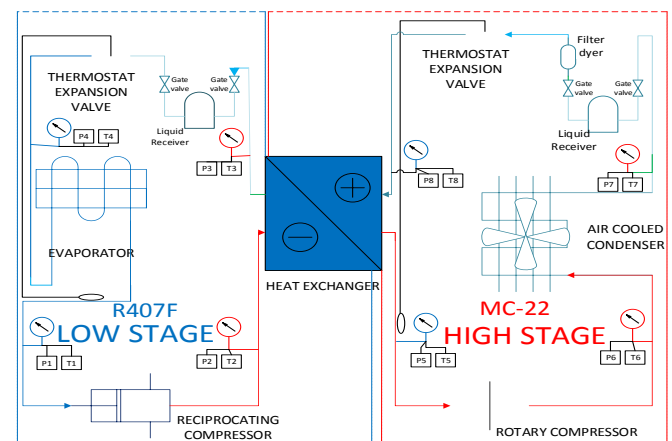 THERMOSTAT
EXPANSION
VALVE
Gate
valve
Gate
valve
Liquid
Receiver
P4
T4
P3
T3
EVAPORATOR
R407F
LOW STAGE
P1
T1
P2
T2
RECIPROCATING
COMPRESSOR
HEAT EXCHANGER
THERMOSTAT
EXPANSION
VALVE
Filter
dyer
Gate
valve
Gate
valve
Liquid
Receiver
P8
T8
P7
T7
AIR COOLED
CONDENSER
MC-22
HIGH STAGE
P5
T5
P6
T6
ROTARY COMPRESSOR